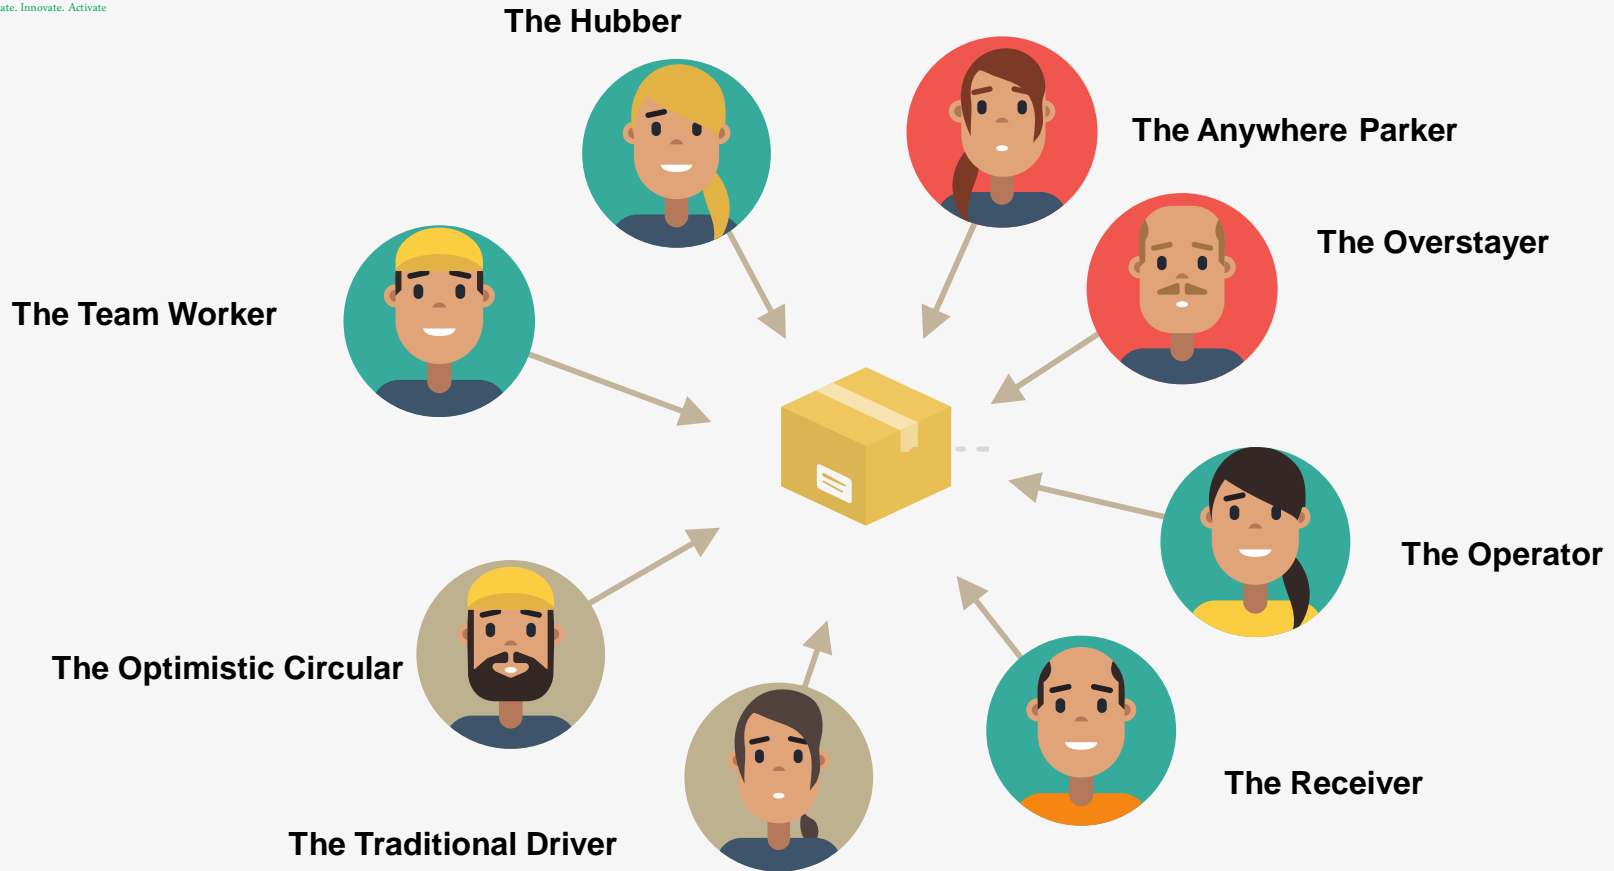 ate. Innovate. Activate
The Hubber
The Anywhere Parker
The Overstayer
The Team Worker
The Operator
The Optimistic Circular
The Receiver
The Traditional Driver